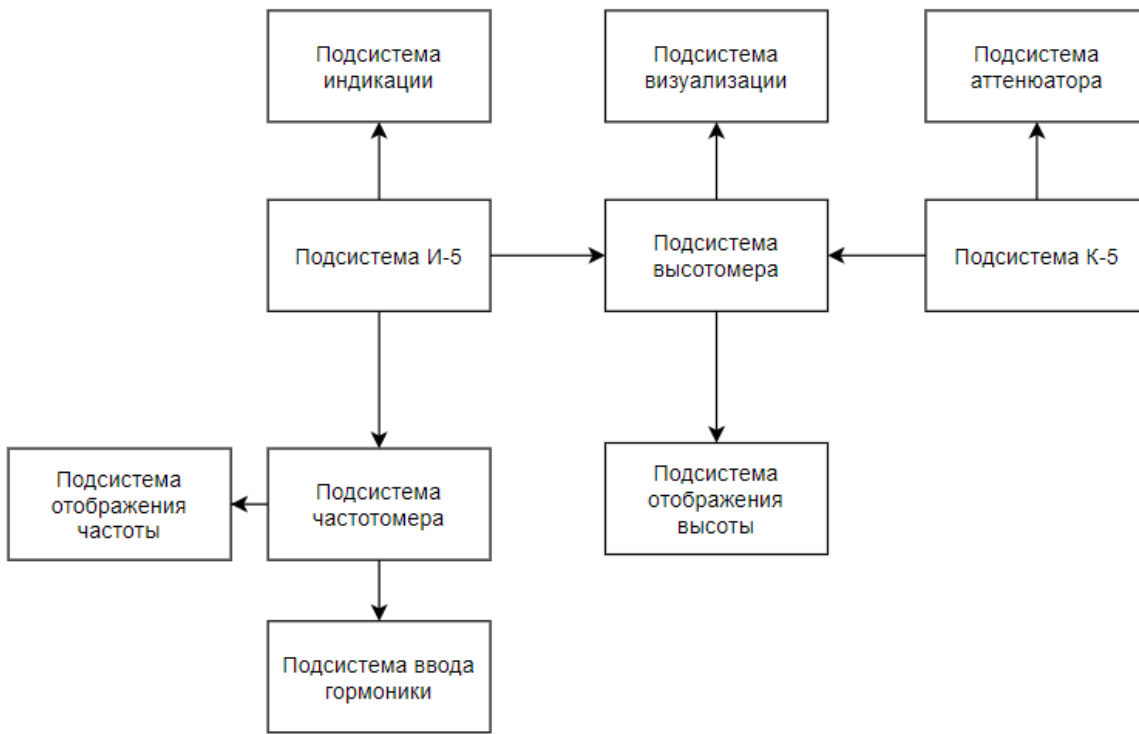 Подсистема
индикации
Подсистема
визуализации
Подсистема
аттенюатора
Подсистема И-5
Подсистема
высотомера
Подсистема К-5
Подсистема
отображения
частоты
Подсистема
частотомера
Подсистема
отображения
высоты
Подсистема ввода
гормоники